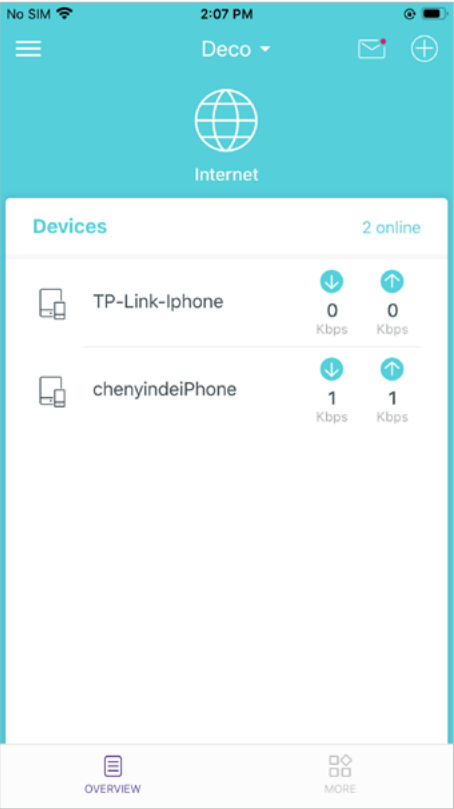 No SIM 2:07 PM
Deco
Internet
Devices 2 online
TP-Link-Iphone 0 0
Kbps Kbps
chenyindeiPhone 1 1
Kbps Kbps
OVERVIEW MORE